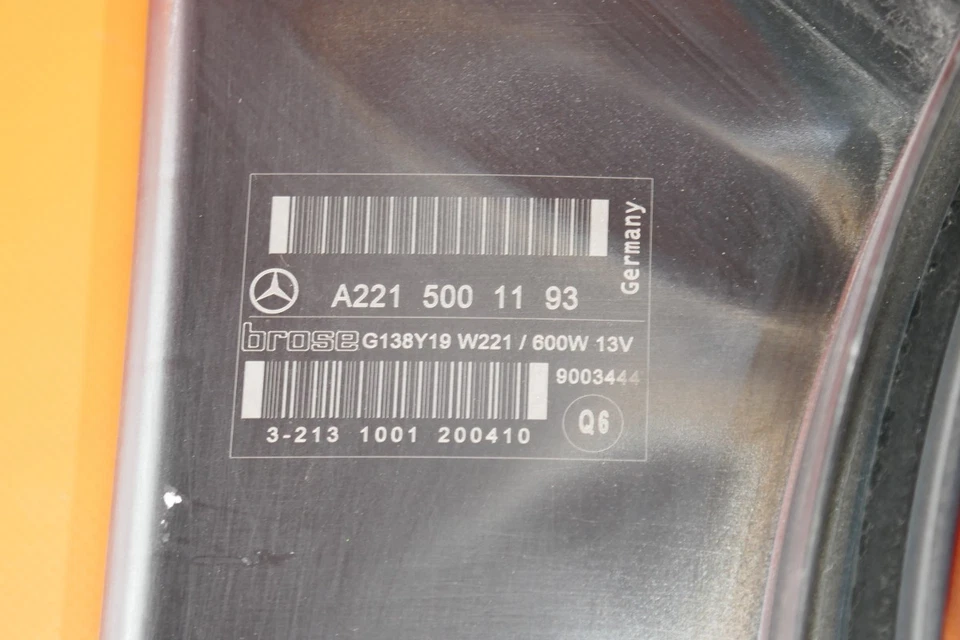 Germany
A221 500 11 93
brose G138Y19 W221 / 600W 13V
9003444
3-213 1001 200410
Q6